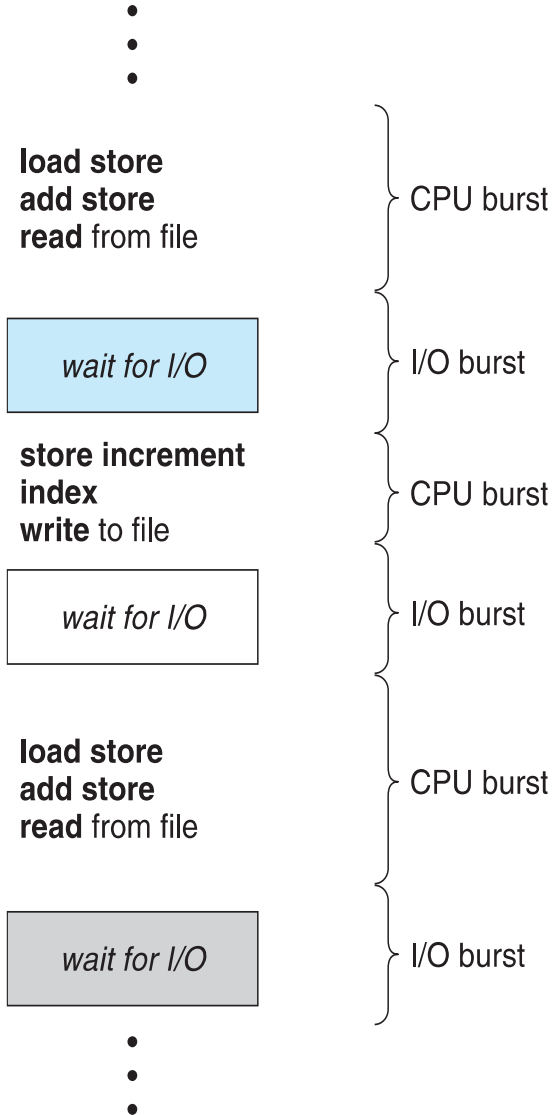 load store
add store
read from file
CPU burst
wait for I/O
I/O burst
store increment
index
write to file
CPU burst
wait for I/O
I/O burst
load store
add store
read from file
CPU burst
wait for I/O
I/O burst